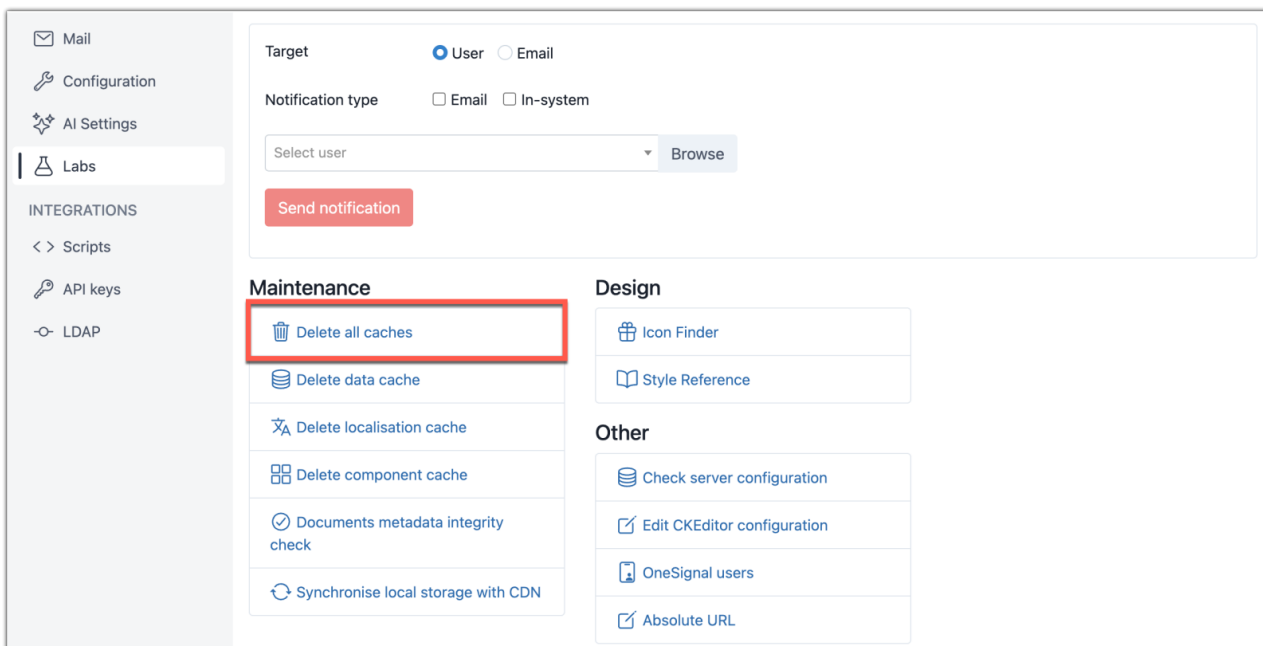 Mail
Configuration
AI Settings
Labs
INTEGRATIONS
Scripts
API keys
LDAP
Target
User
Email
Notification type
Email
In-system
Select user
Browse
Send notification
Maintenance
Delete all caches
Delete data cache
Delete localisation cache
Delete component cache
Documents metadata integrity
check
Synchronise local storage with CDN
Design
Icon Finder
Style Reference
Other
Check server configuration
Edit CKEditor configuration
OneSignal users
Absolute URL